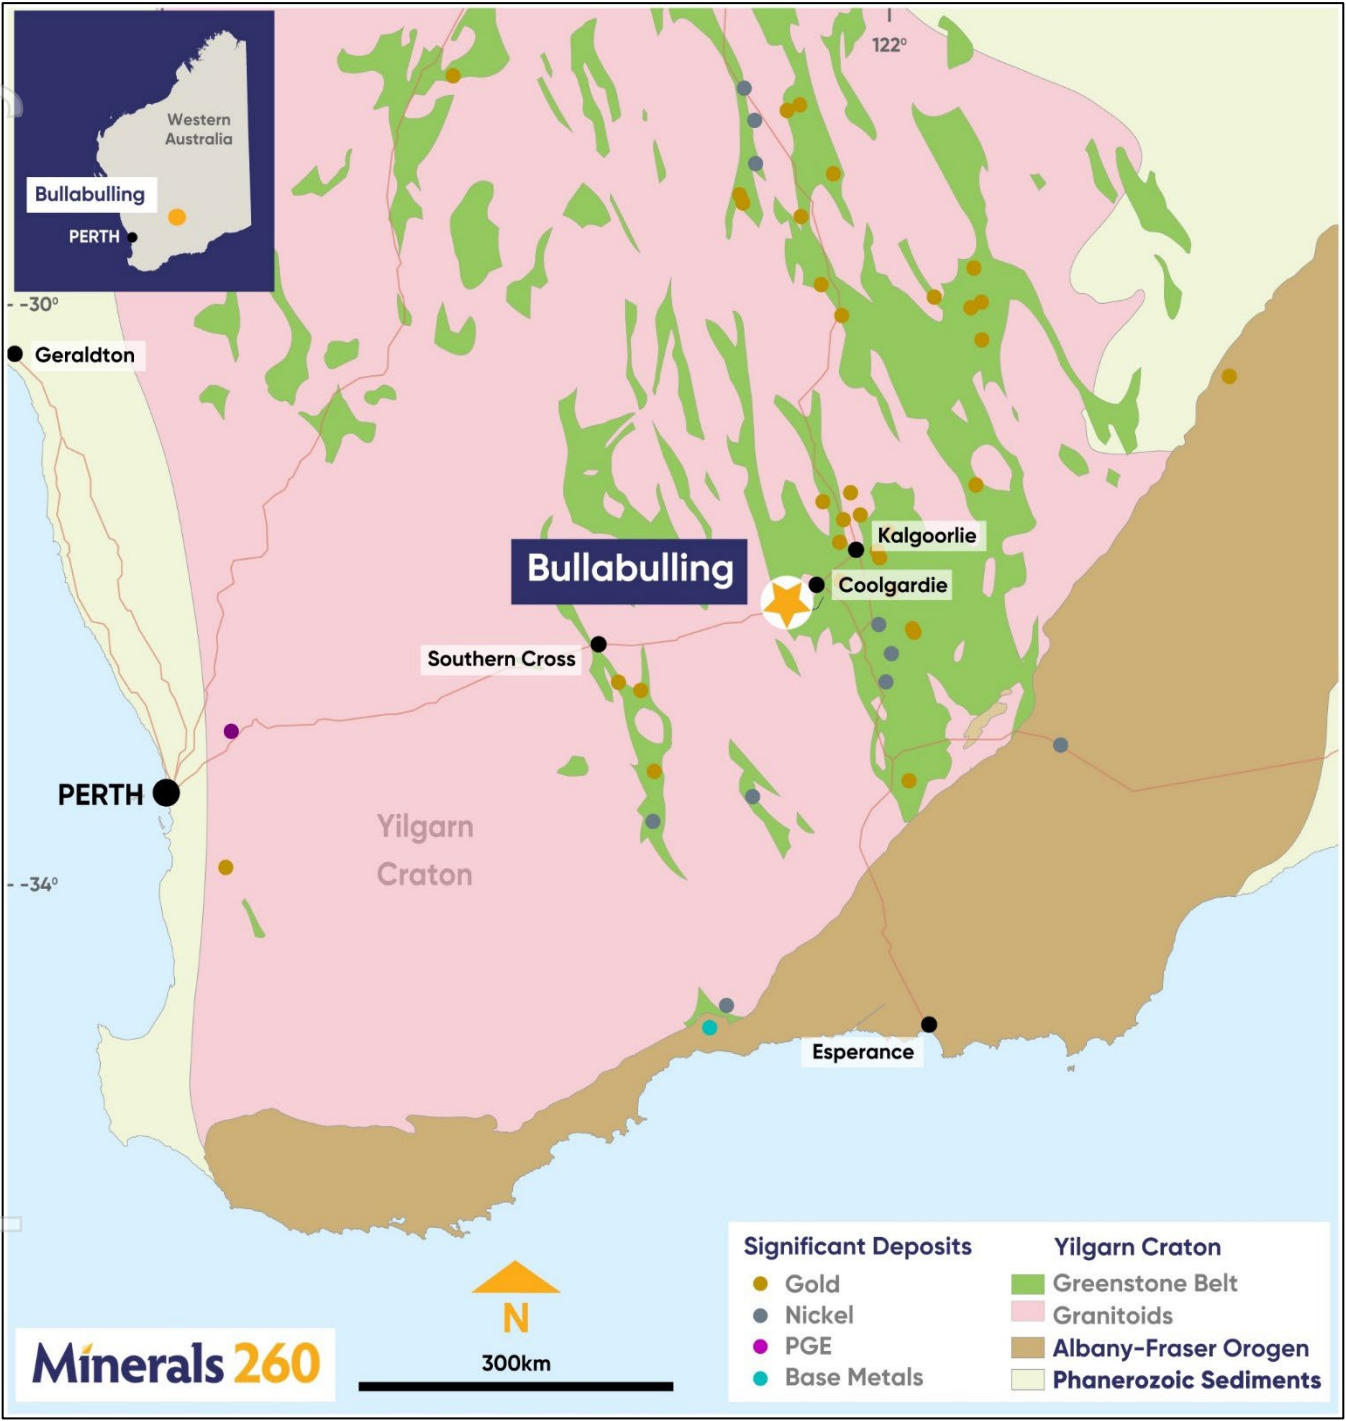 122°
Western
Australia
Bullabulling
PERTH
-30°
Geraldton
Kalgoorlie
Bullabulling
Coolgardie
Southern Cross
PERTH
Yilgarn
Craton
-34°
Esperance
Significant Deposits
Gold
Nickel
PGE
Base Metals
Yilgarn Craton
Greenstone Belt
Granitoids
Albany-Fraser Orogen
Phanerozoic Sediments
N
300km
Minerals 260